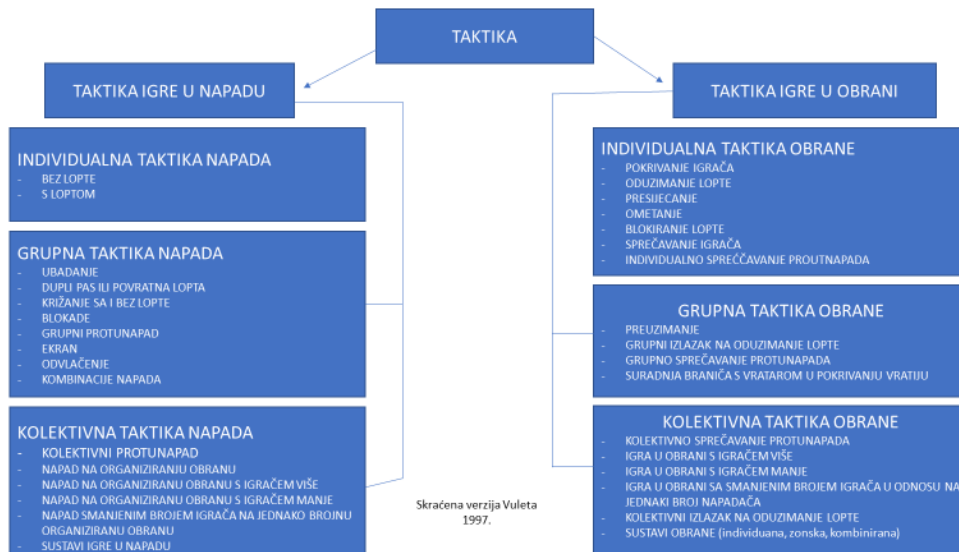 TAKTIKA
TAKTIKA IGRE U NAPADU
INDIVIDUALNA TAKTIKA NAPADA
- BEZ LOPTE
- S LOPTOM
GRUPNA TAKTIKA NAPADA
- UBADANJE
- DUPLI PAS ILI POVRATNA LOPTA
- KRIŽANJE SA I BEZ LOPTE
- BLOKADE
- GRUPNI PROTUNAPAD
- EKRAN
- ODVLAČENJE
- KOMBINACIJE NAPADA
KOLEKTIVNA TAKTIKA NAPADA
- KOLEKTIVNI PROTUNAPAD
- NAPAD NA ORGANIZIRANU OBRANU
- NAPAD NA ORGANIZIRANU OBRANU S IGRAČEM VIŠE
- NAPAD NA ORGANIZIRANU OBRANU S IGRAČEM MANJE
- NAPAD SMANJENIM BROJEM IGRAČA NA JEDNAKO BROJNU
ORGANIZIRANU OBRANU
- SUSTAVI IGRE U NAPADU
TAKTIKA IGRE U OBRANI
INDIVIDUALNA TAKTIKA OBRANE
- POKRIVANJE IGRAČA
- ODUZIMANJE LOPTE
- PRESIJECANJE
- OMETANJE
- BLOKIRANJE LOPTE
- SPREČAVANJE IGRAČA
- INDIVIDUALNO SPREĆČAVANJE PROUTNAPADA
GRUPNA TAKTIKA OBRANE
- PREUZIMANJE
- GRUPNI IZLAZAK NA ODUZIMANJE LOPTE
- GRUPNO SPREČAVANJE PROTUNAPADA
- SURADNJA BRANIČA S VRATAROM U POKRIVANJU VRATIJU
KOLEKTIVNA TAKTIKA OBRANE
- KOLEKTIVNO SPREČAVANJE PROTUNAPADA
- IGRA U OBRANI S IGRAČEM VIŠE
- IGRA U OBRANI S IGRAČEM MANJE
- IGRA U OBRANI SA SMANJENIM BROJEM IGRAČA U ODNOSU NA
JEDNAKI BROJ NAPADAČA
- KOLEKTIVNI IZLAZAK NA ODUZIMANJE LOPTE
- SUSTAVI OBRANE (individuana, zonska, kombinirana)
Skraćena verzija Vuleta
1997.